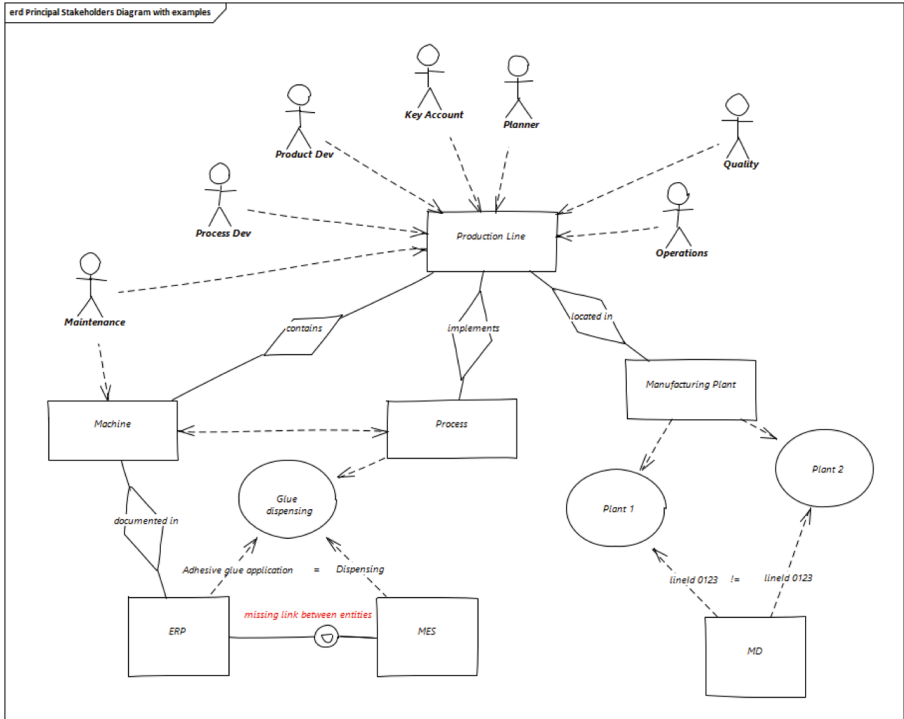 erd Principal Stakeholders Diagram with examples
Key Account
Planner
Product Dev
Quality
Process Dev
Production Line
Operations
Maintenance
contains
implements
located in
Manufacturing Plant
Machine
Process
Plant 2
Glue
dispensing
Plant 1
documented in
Adhesive glue application = Dispensing
lineId 0123 != lineId 0123
missing link between entities
ERP
MES
MD